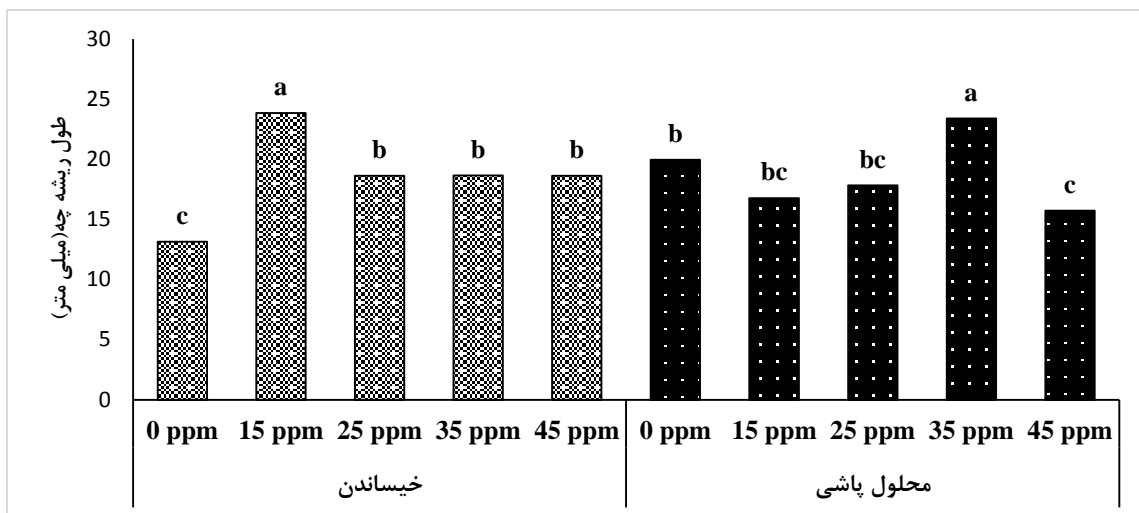 طول ریشه چه(میلی متر)
30
25
20
15
10
5
0
c
a
b
b
b
b
bc
bc
a
c
0 ppm 15 ppm 25 ppm 35 ppm 45 ppm 0 ppm 15 ppm 25 ppm 35 ppm 45 ppm
خیساندن
محلول پاشی